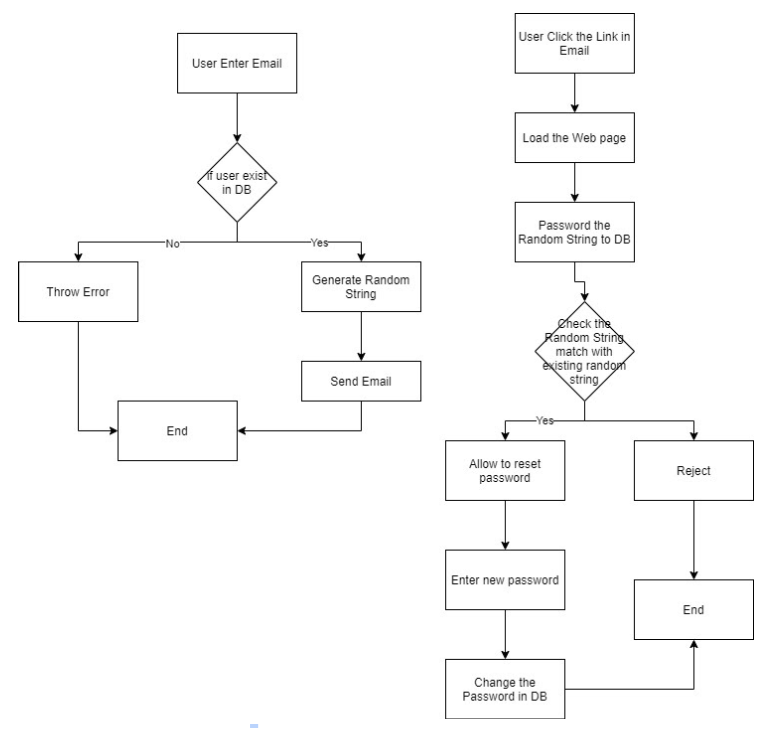 User Enter Email
if user exist
in DB
No
Yes
Throw Error
Generate Random
String
Send Email
End
User Click the Link in
Email
Load the Web page
Password the
Random String to DB
Check the
Random String
match with
existing random
string
Yes
Allow to reset
password
Reject
Enter new password
End
Change the
Password in DB